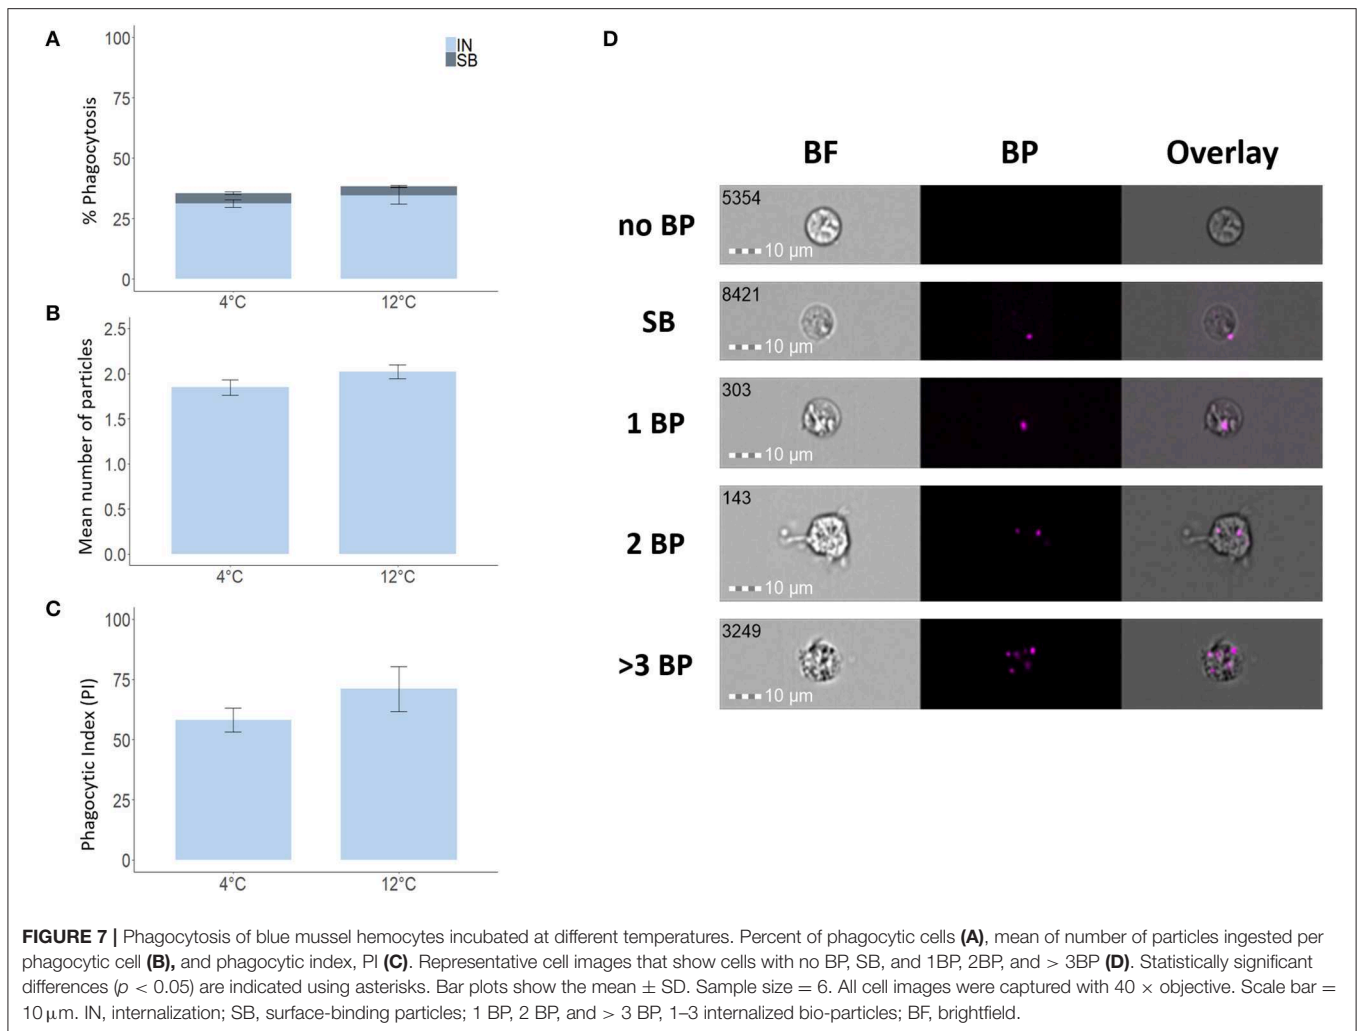 A
100
75
50
25
0
% Phagocytosis
IN
SB
4°C
12°C
B
2.5
2.0
1.5
1.0
0.5
0.0
Mean number of particles
4°C
12°C
C
100
75
50
25
0
Phagocytic Index (PI)
4°C
12°C
D
BF BP Overlay
no BP
5354
10 µm
SB
8421
10 µm
1 BP
303
10 µm
2 BP
143
10 µm
>3 BP
3249
10 µm
FIGURE 7 | Phagocytosis of blue mussel hemocytes incubated at different temperatures. Percent of phagocytic cells (A), mean of number of particles ingested per
phagocytic cell (B), and phagocytic index, PI (C). Representative cell images that show cells with no BP, SB, and 1BP, 2BP, and > 3BP (D). Statistically significant
differences (p < 0.05) are indicated using asterisks. Bar plots show the mean ± SD. Sample size = 6. All cell images were captured with 40 × objective. Scale bar =
10 µm. IN, internalization; SB, surface-binding particles; 1 BP, 2 BP, and > 3 BP, 1–3 internalized bio-particles; BF, brightfield.